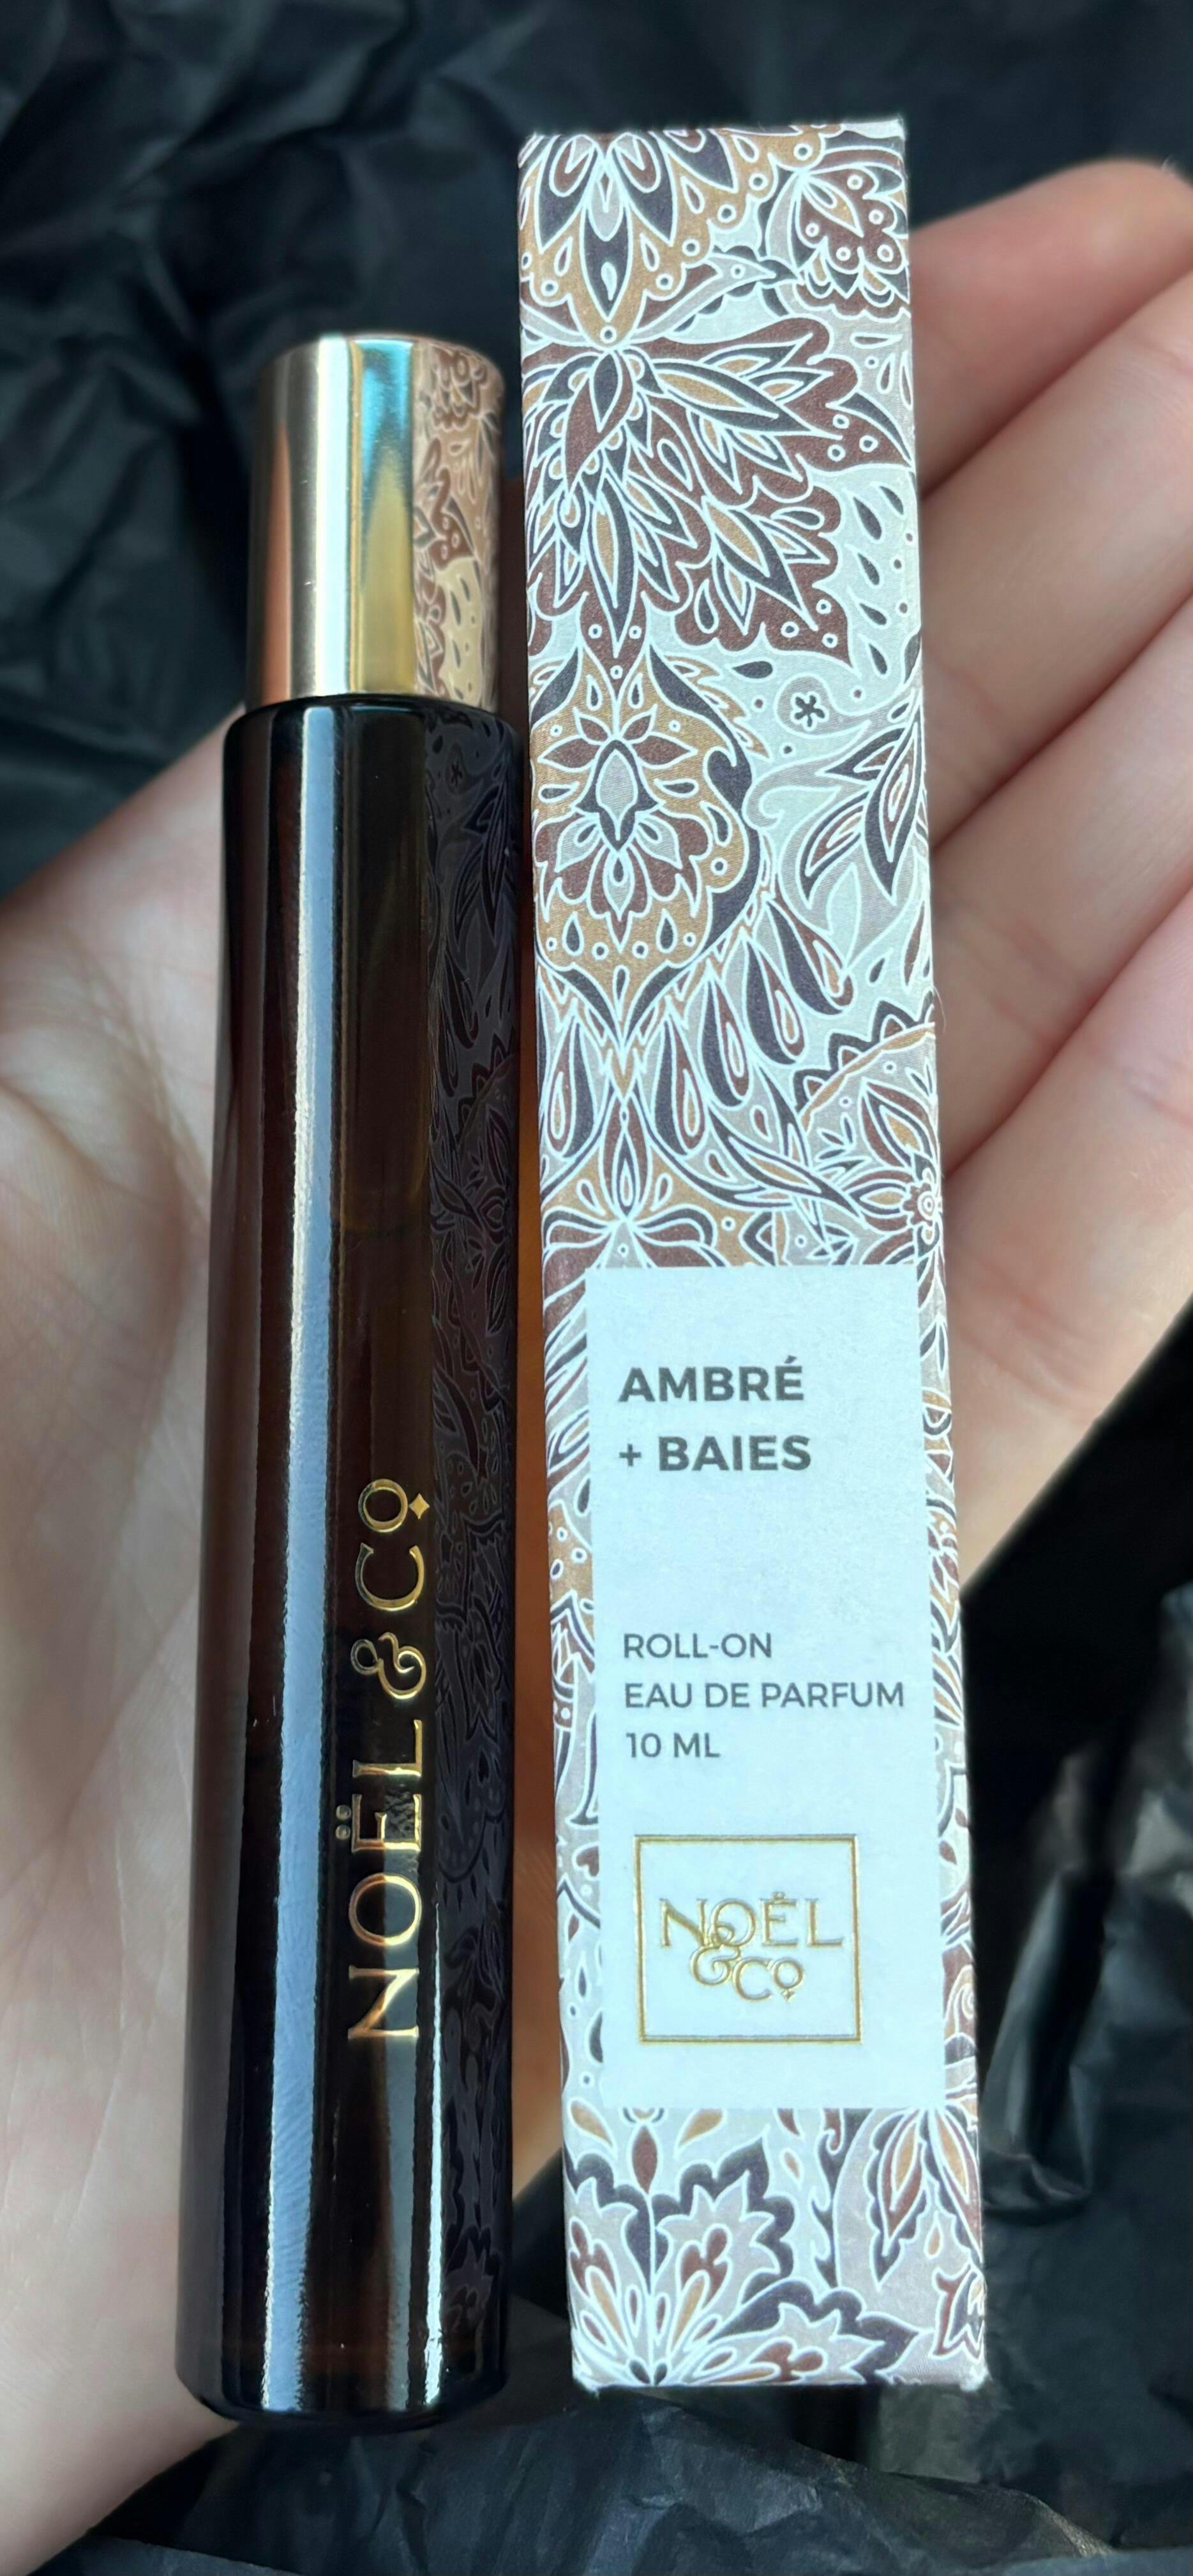 NOËL & Co
AMBRÉ
+ BAIES
ROLL-ON
EAU DE PARFUM
10 ML
NOËL
& Co